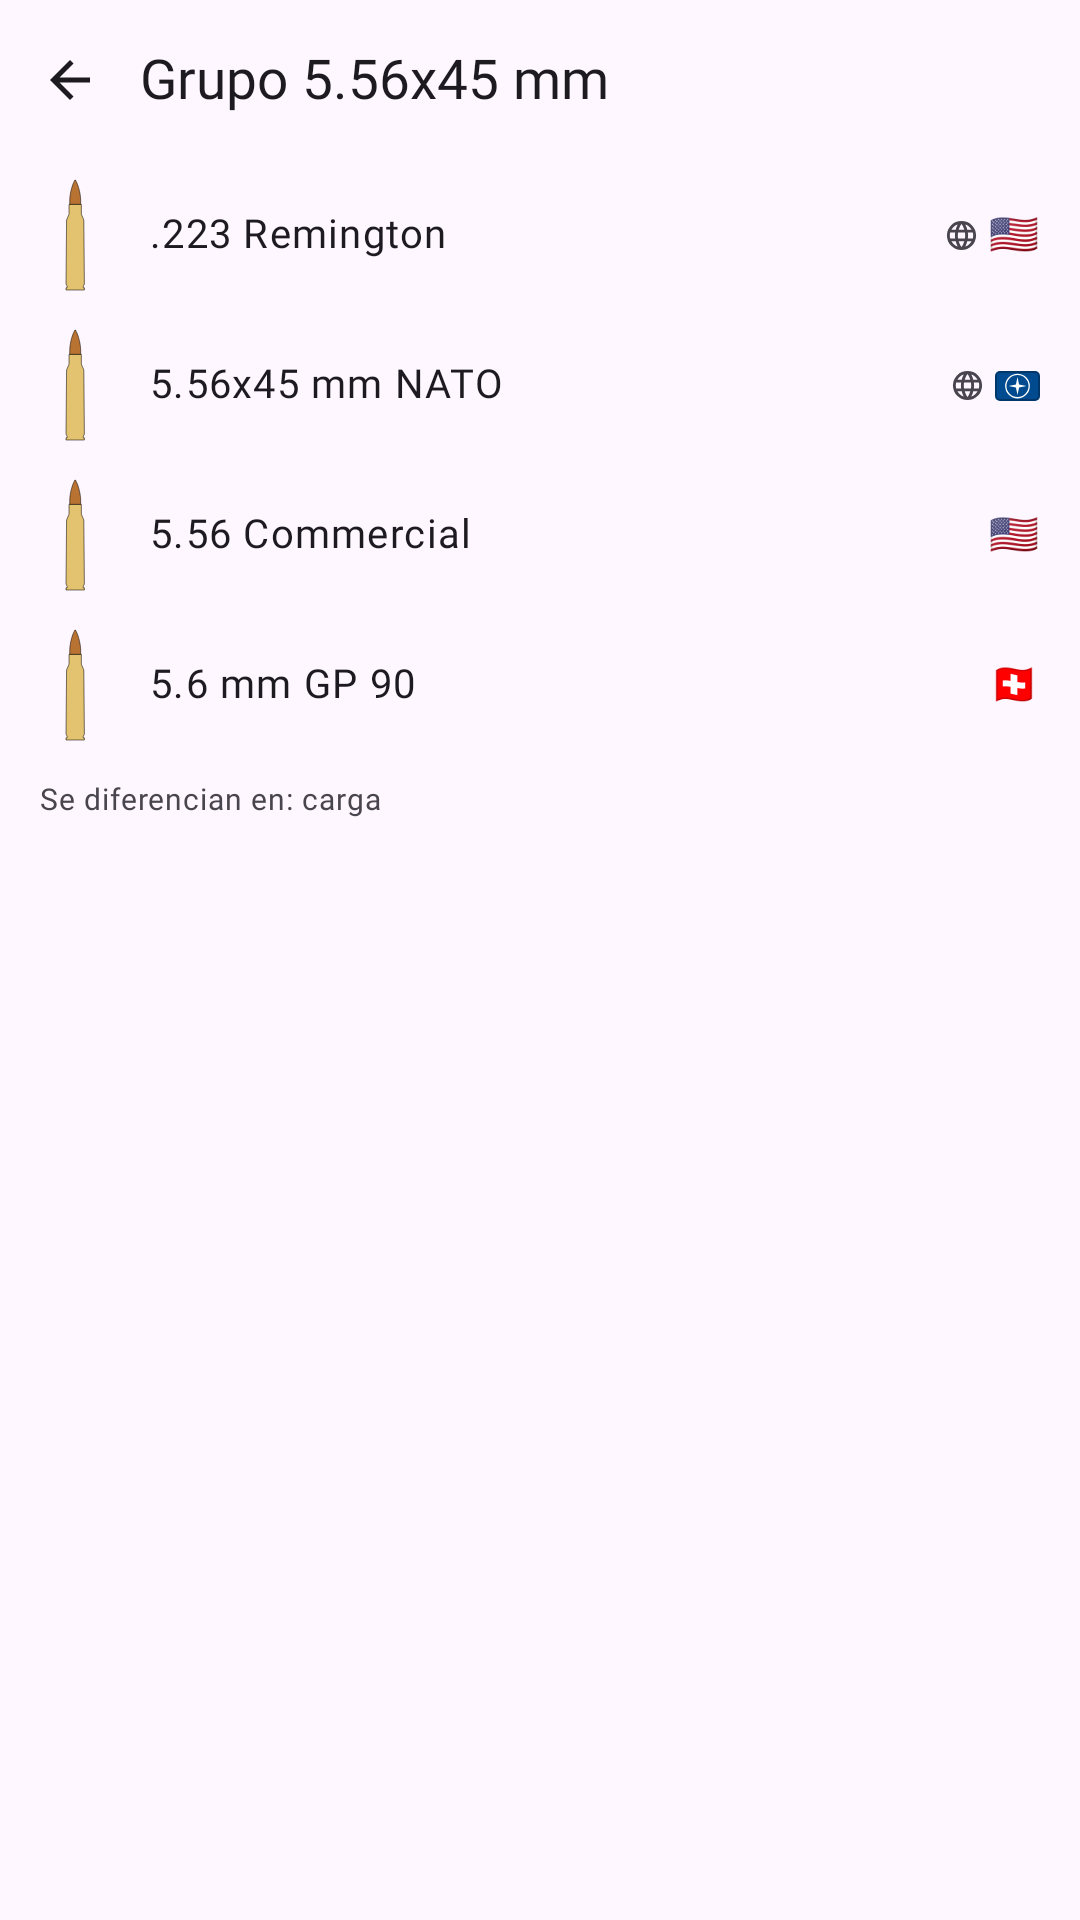 Grupo 5.56x45 mm
.223 Remington
5.56x45 mm NATO
5.56 Commercial
5.6 mm GP 90
Se diferencian en: carga